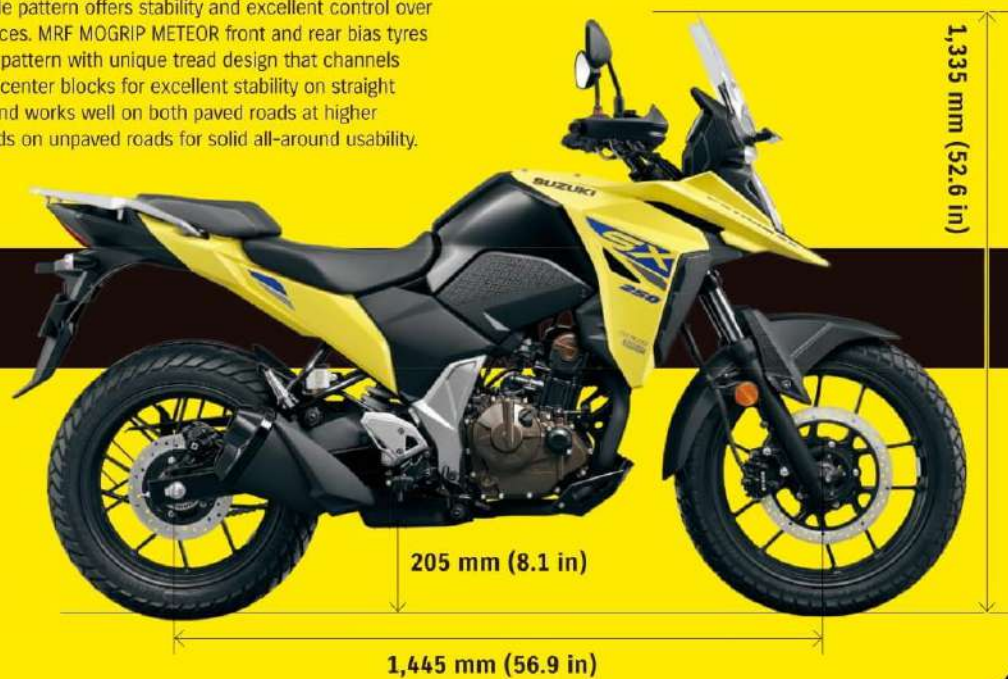 le pattern offers stability and excellent control over
ces. MRF MOGRIP METEOR front and rear bias tyres
pattern with unique tread design that channels
center blocks for excellent stability on straight
nd works well on both paved roads at higher
ds on unpaved roads for solid all-around usability.
1,335 mm (52.6 in)
SUZUKI
SX
250
205 mm (8.1 in)
1,445 mm (56.9 in)